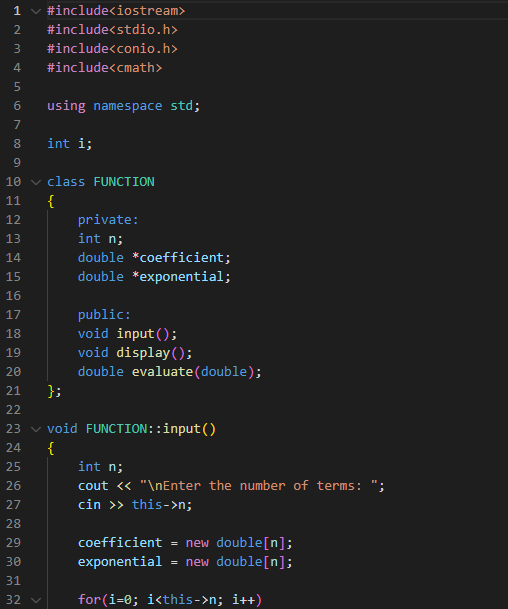 1 #include<iostream>
2 #include<stdio.h>
3 #include<conio.h>
4 #include<cmath>
5
6 using namespace std;
7
8 int i;
9
10 class FUNCTION
11 {
12     private:
13     int n;
14     double *coefficient;
15     double *exponential;
16
17     public:
18     void input();
19     void display();
20     double evaluate(double);
21 };
22
23 void FUNCTION::input()
24 {
25     int n;
26     cout << "\nEnter the number of terms: ";
27     cin >> this->n;
28
29     coefficient = new double[n];
30     exponential = new double[n];
31
32     for(i=0; i<this->n; i++)